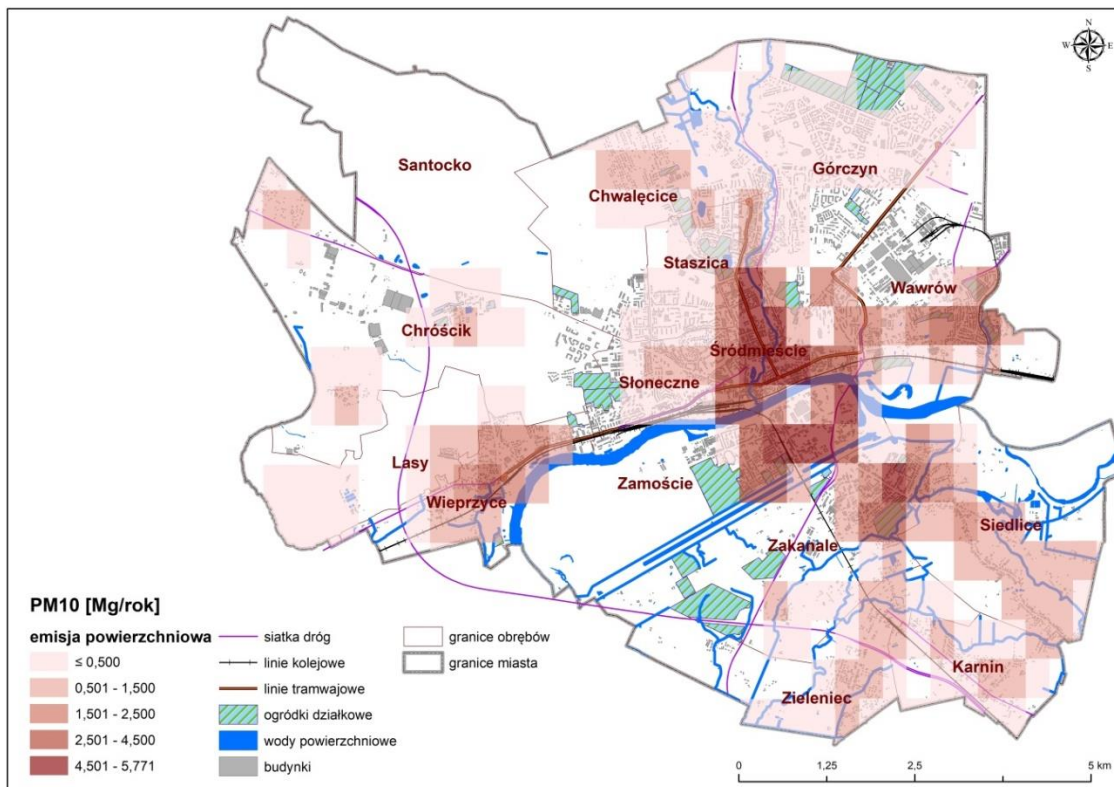 N
W E
S
Santocko
Górczyn
Chwalęcice
Staszica
Wawrów
Chróścik
Śródmieście
Słoneczne
Lasy
Zamoście
Wieprzyce
Siedlice
Zakanale
Karnin
Zieleniec
PM10 [Mg/rok]
emisja powierzchniowa
≤ 0,500
0,501 - 1,500
1,501 - 2,500
2,501 - 4,500
4,501 - 5,771
siatka dróg
linie kolejowe
linie tramwajowe
ogródki działkowe
wody powierzchniowe
budynki
granice obrębów
granice miasta
0 1,25 2,5 5 km